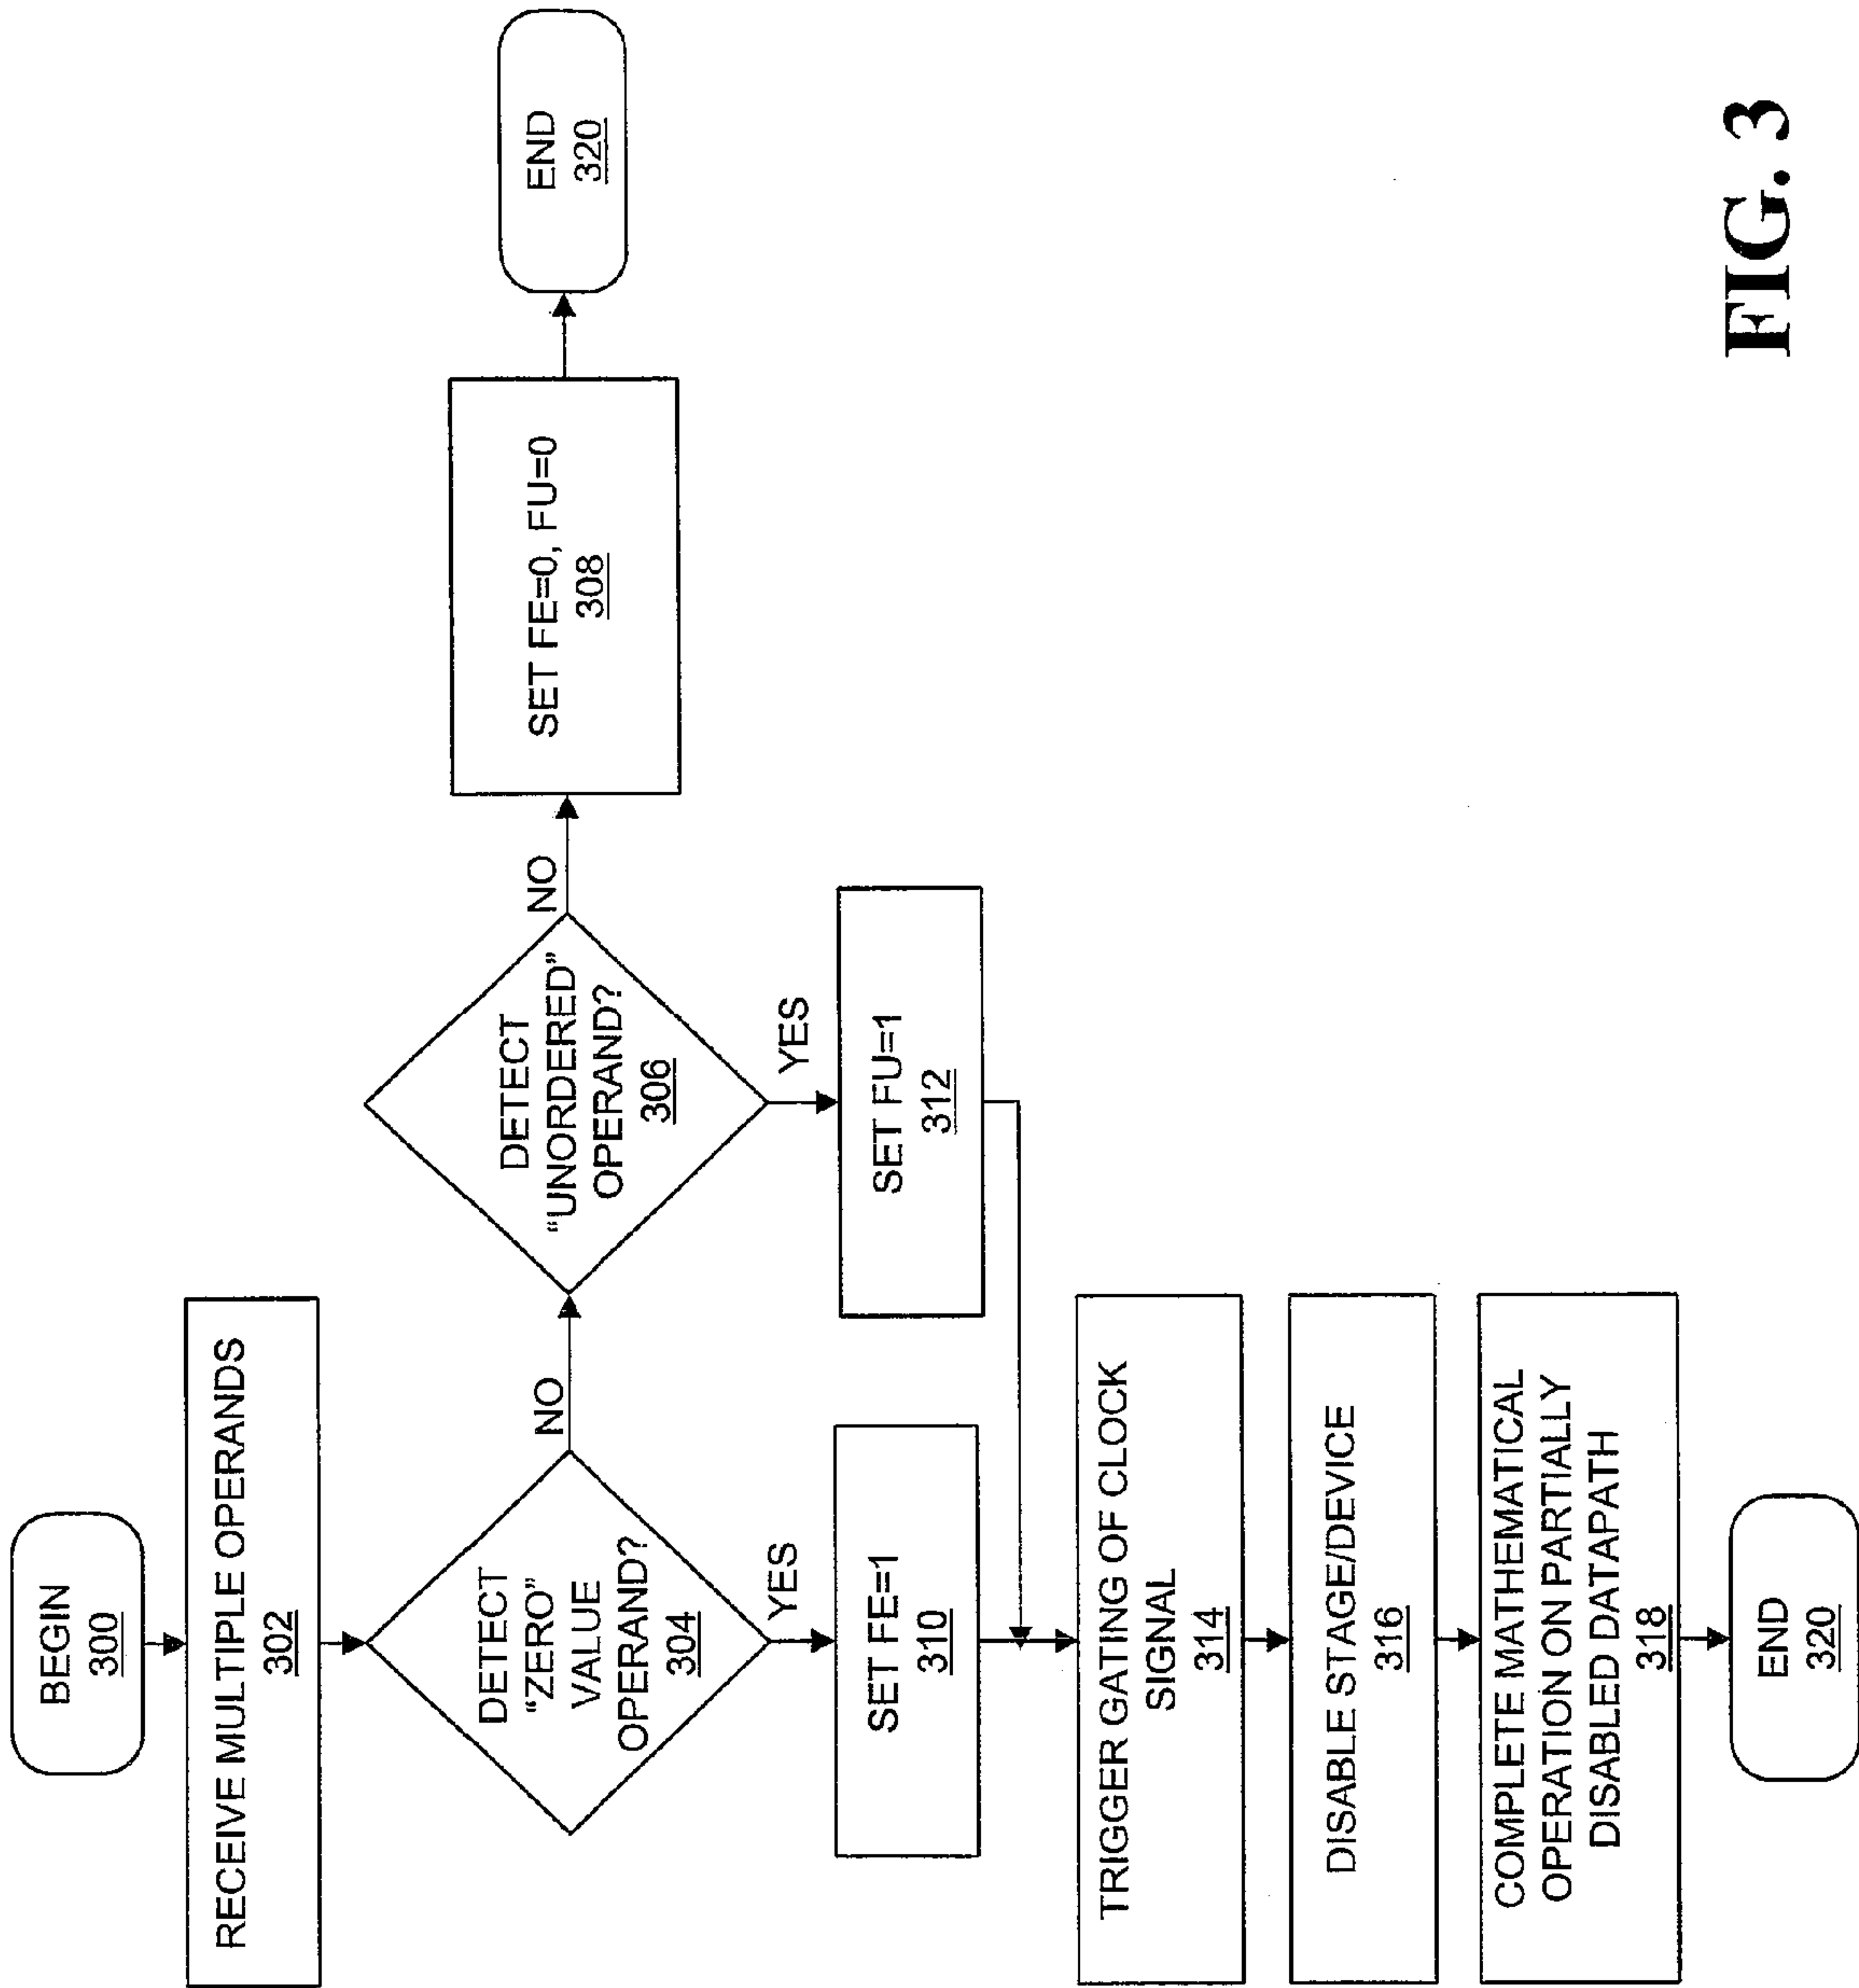 BEGIN
300
RECEIVE MULTIPLE OPERANDS
302
DETECT
“ZERO”
VALUE
OPERAND?
304
NO
YES
DETECT
“UNORDERED”
OPERAND?
306
NO
YES
SET FE=0, FU=0
308
END
320
SET FE=1
310
SET FU=1
312
TRIGGER GATING OF CLOCK
SIGNAL
314
DISABLE STAGE/DEVICE
316
COMPLETE MATHEMATICAL
OPERATION ON PARTIALLY
DISABLED DATAPATH
318
END
320
FIG. 3